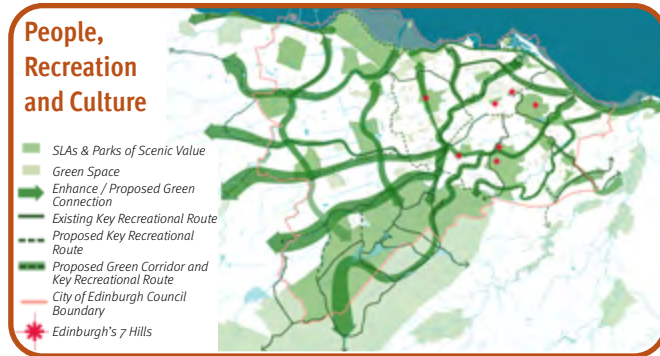 People,
Recreation
and Culture
SLAs & Parks of Scenic Value
Green Space
Enhance / Proposed Green
Connection
Existing Key Recreational Route
Proposed Key Recreational
Route
Proposed Green Corridor and
Key Recreational Route
City of Edinburgh Council
Boundary
Edinburgh's 7 Hills